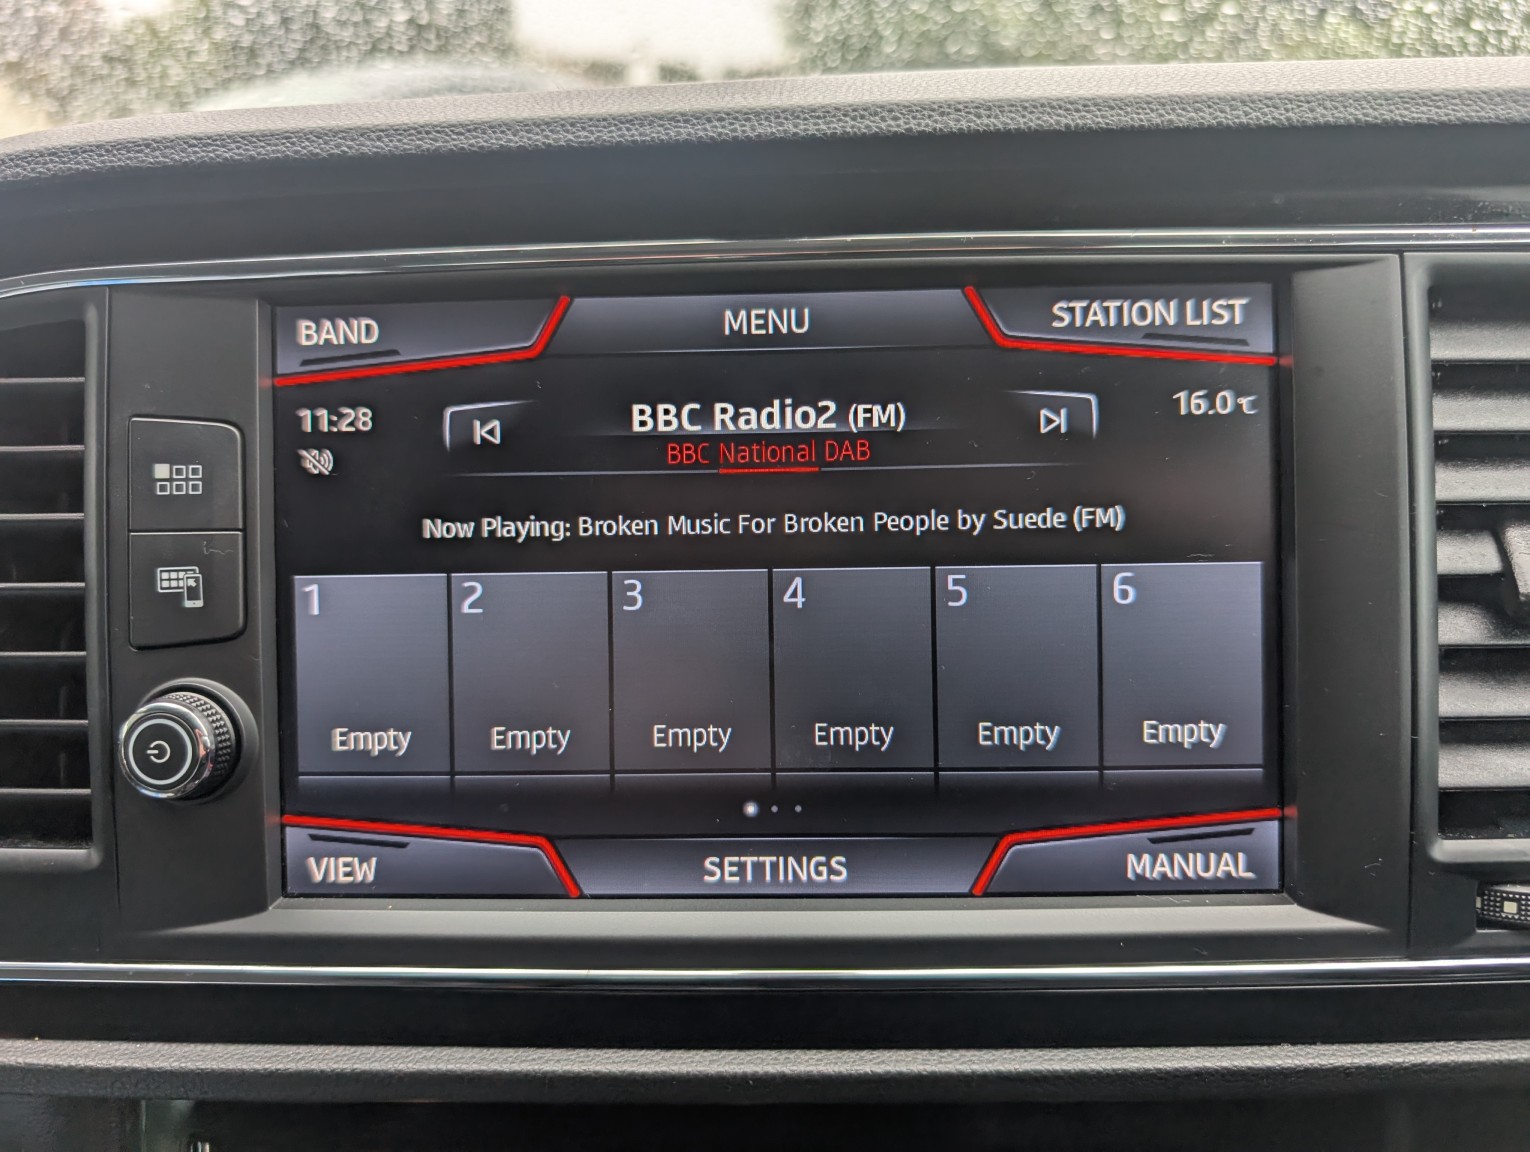 BAND
MENU
STATION LIST
11:28
BBC Radio2 (FM)
16.0℃
BBC National DAB
Now Playing: Broken Music For Broken People by Suede (FM)
1
2
3
4
5
6
Empty
Empty
Empty
Empty
Empty
Empty
VIEW
SETTINGS
MANUAL